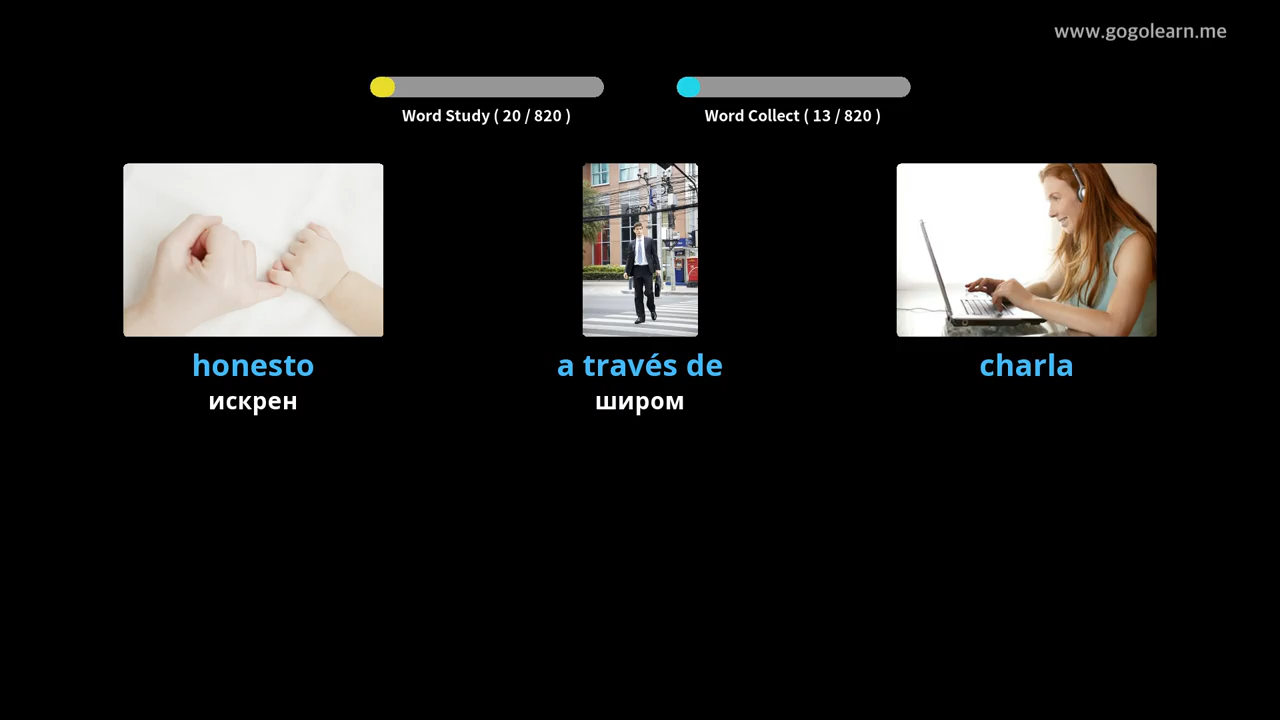 www.gogolearn.me
Word Study ( 20 / 820 )
Word Collect ( 13 / 820 )
honesto
a través de
charla
искрен
широм